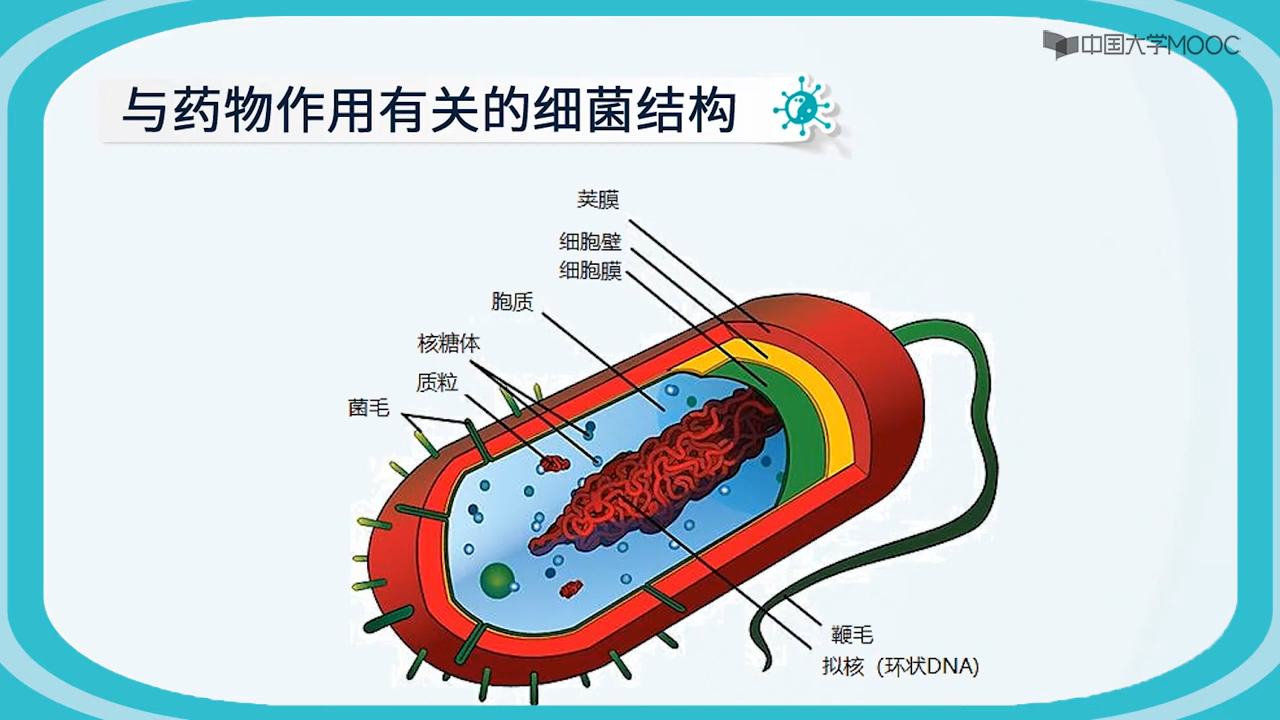 中国大学MOOC
与药物作用有关的细菌结构
荚膜
细胞壁
细胞膜
胞质
核糖体
质粒
菌毛
鞭毛
拟核（环状DNA）